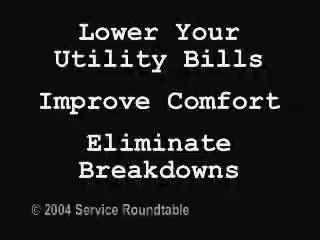 Lower Your
Utility Bills
Improve Comfort
Eliminate
Breakdowns
© 2004 Service Roundtable